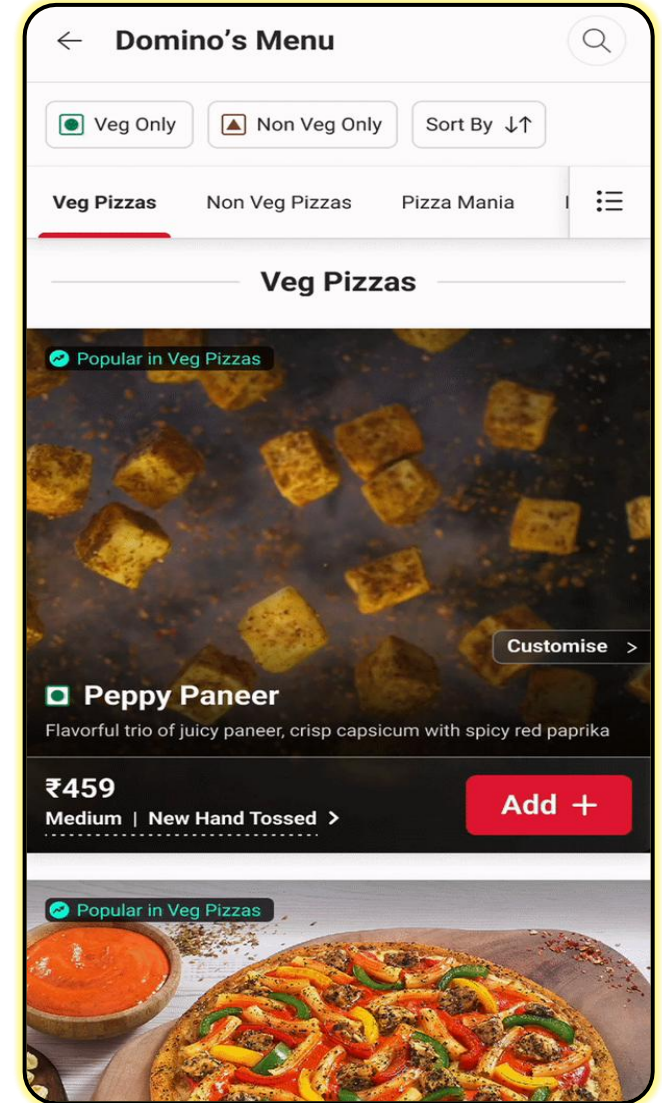 Domino's Menu
Veg Only
Non Veg Only
Sort By
Veg Pizzas
Non Veg Pizzas
Pizza Mania
Veg Pizzas
Popular in Veg Pizzas
Customise >
Peppy Paneer
Flavorful trio of juicy paneer, crisp capsicum with spicy red paprika
₹459
Add +
Medium | New Hand Tossed >
Popular in Veg Pizzas